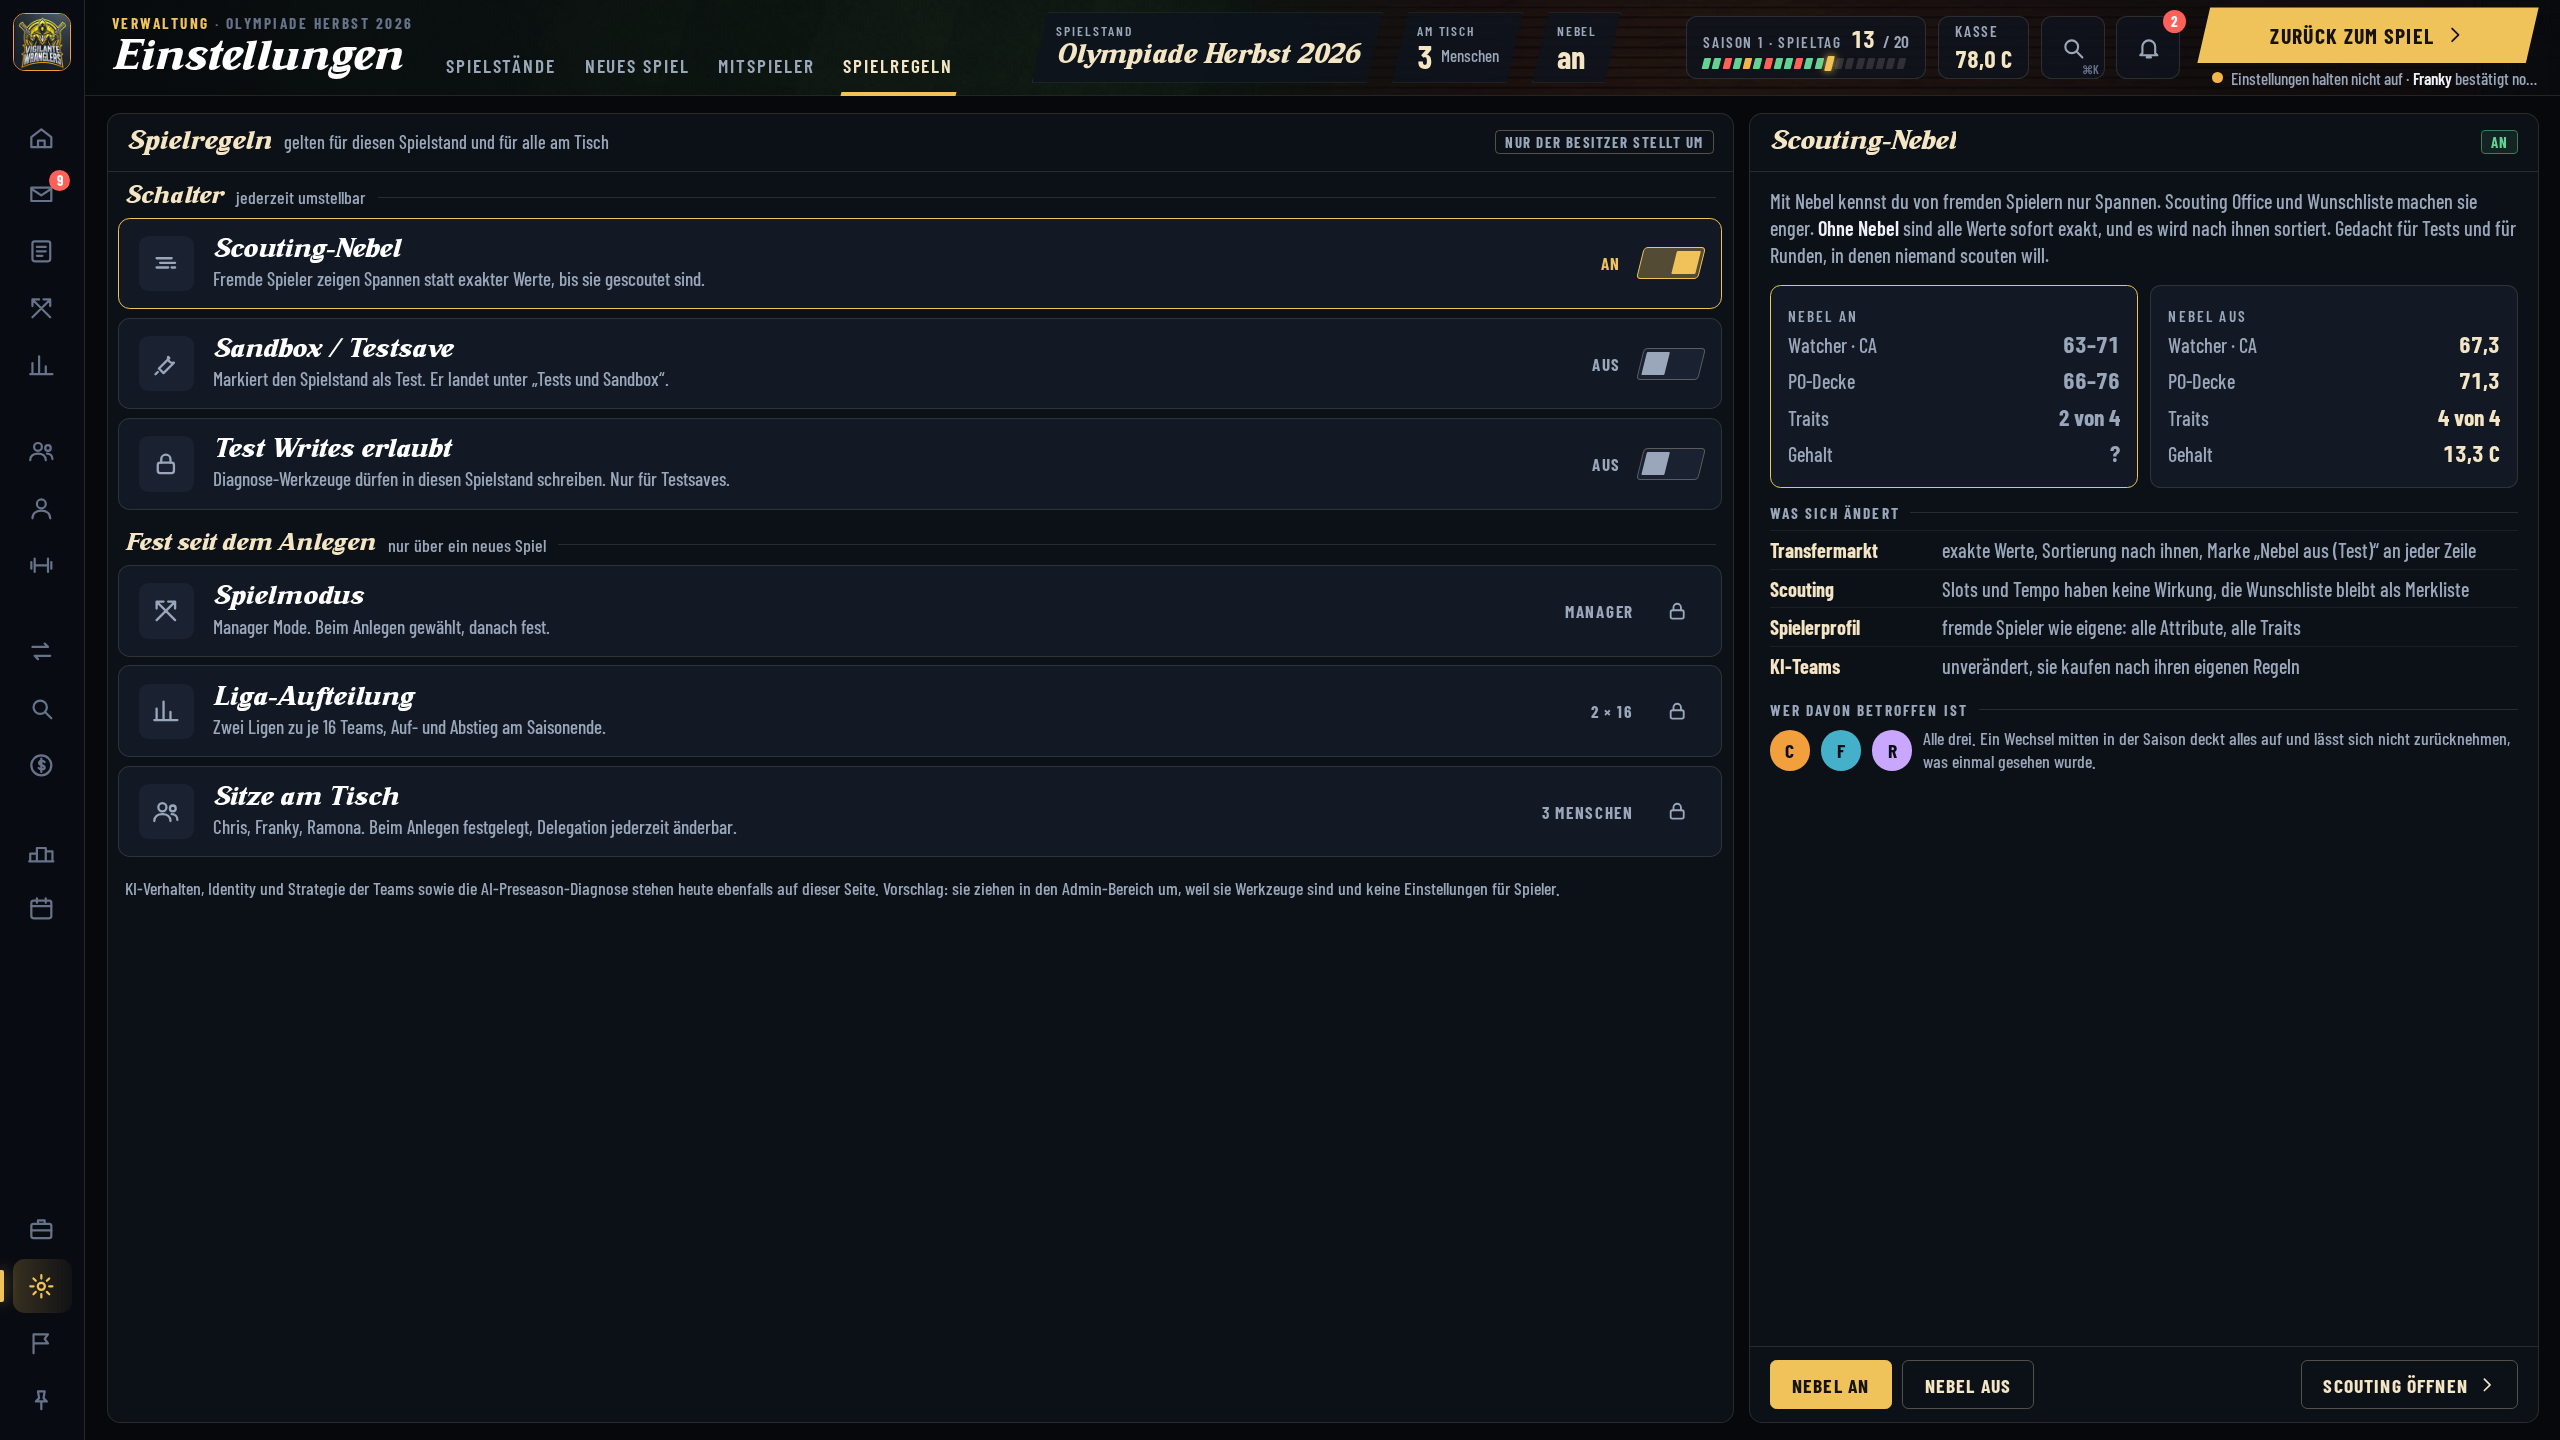 VERWALTUNG · OLYMPIADE HERBST 2026
Einstellungen
SPIELSTÄNDE
NEUES SPIEL
MITSPIELER
SPIELREGELN
SPIELSTAND
Olympiade Herbst 2026
AM TISCH
3 Menschen
NEBEL
an
SAISON 1 · SPIELTAG 13 / 20
KASSE
78,0 C
⌘K
2
ZURÜCK ZUM SPIEL
Einstellungen halten nicht auf · Franky bestätigt no…
VIGILANTE
WRANGLERS
9
Spielregeln gelten für diesen Spielstand und für alle am Tisch
NUR DER BESITZER STELLT UM
Schalter jederzeit umstellbar
Scouting-Nebel
Fremde Spieler zeigen Spannen statt exakter Werte, bis sie gescoutet sind.
AN
Sandbox / Testsave
Markiert den Spielstand als Test. Er landet unter „Tests und Sandbox“.
AUS
Test Writes erlaubt
Diagnose-Werkzeuge dürfen in diesen Spielstand schreiben. Nur für Testsaves.
AUS
Fest seit dem Anlegen nur über ein neues Spiel
Spielmodus
Manager Mode. Beim Anlegen gewählt, danach fest.
MANAGER
Liga-Aufteilung
Zwei Ligen zu je 16 Teams, Auf- und Abstieg am Saisonende.
2 × 16
Sitze am Tisch
Chris, Franky, Ramona. Beim Anlegen festgelegt, Delegation jederzeit änderbar.
3 MENSCHEN
KI-Verhalten, Identity und Strategie der Teams sowie die AI-Preseason-Diagnose stehen heute ebenfalls auf dieser Seite. Vorschlag: sie ziehen in den Admin-Bereich um, weil sie Werkzeuge sind und keine Einstellungen für Spieler.
Scouting-Nebel
AN
Mit Nebel kennst du von fremden Spielern nur Spannen. Scouting Office und Wunschliste machen sie
enger. Ohne Nebel sind alle Werte sofort exakt, und es wird nach ihnen sortiert. Gedacht für Tests und für
Runden, in denen niemand scouten will.
NEBEL AN
Watcher · CA 63–71
PO-Decke 66–76
Traits 2 von 4
Gehalt ?
NEBEL AUS
Watcher · CA 67,3
PO-Decke 71,3
Traits 4 von 4
Gehalt 13,3 C
WAS SICH ÄNDERT
Transfermarkt exakte Werte, Sortierung nach ihnen, Marke „Nebel aus (Test)“ an jeder Zeile
Scouting Slots und Tempo haben keine Wirkung, die Wunschliste bleibt als Merkliste
Spielerprofil fremde Spieler wie eigene: alle Attribute, alle Traits
KI-Teams unverändert, sie kaufen nach ihren eigenen Regeln
WER DAVON BETROFFEN IST
C F R
Alle drei. Ein Wechsel mitten in der Saison deckt alles auf und lässt sich nicht zurücknehmen,
was einmal gesehen wurde.
NEBEL AN
NEBEL AUS
SCOUTING ÖFFNEN